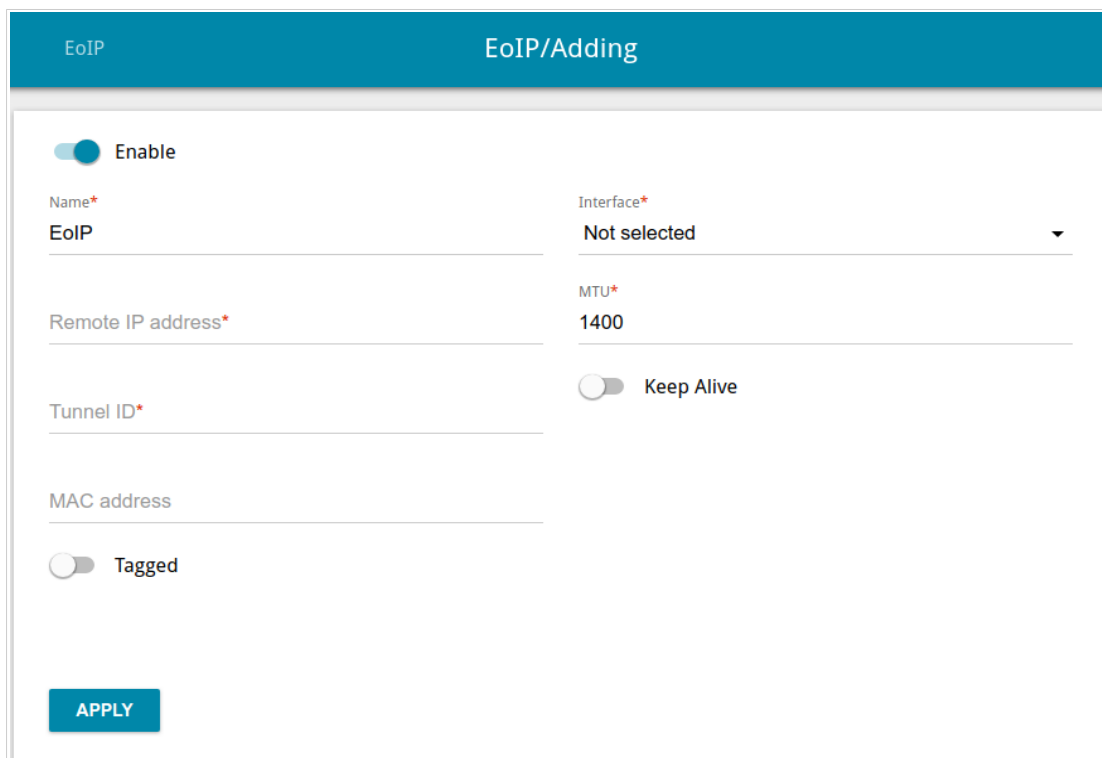 EoIP
EoIP/Adding
Enable
Name*
EoIP
Interface*
Not selected
Remote IP address*
MTU*
1400
Tunnel ID*
Keep Alive
MAC address
Tagged
APPLY